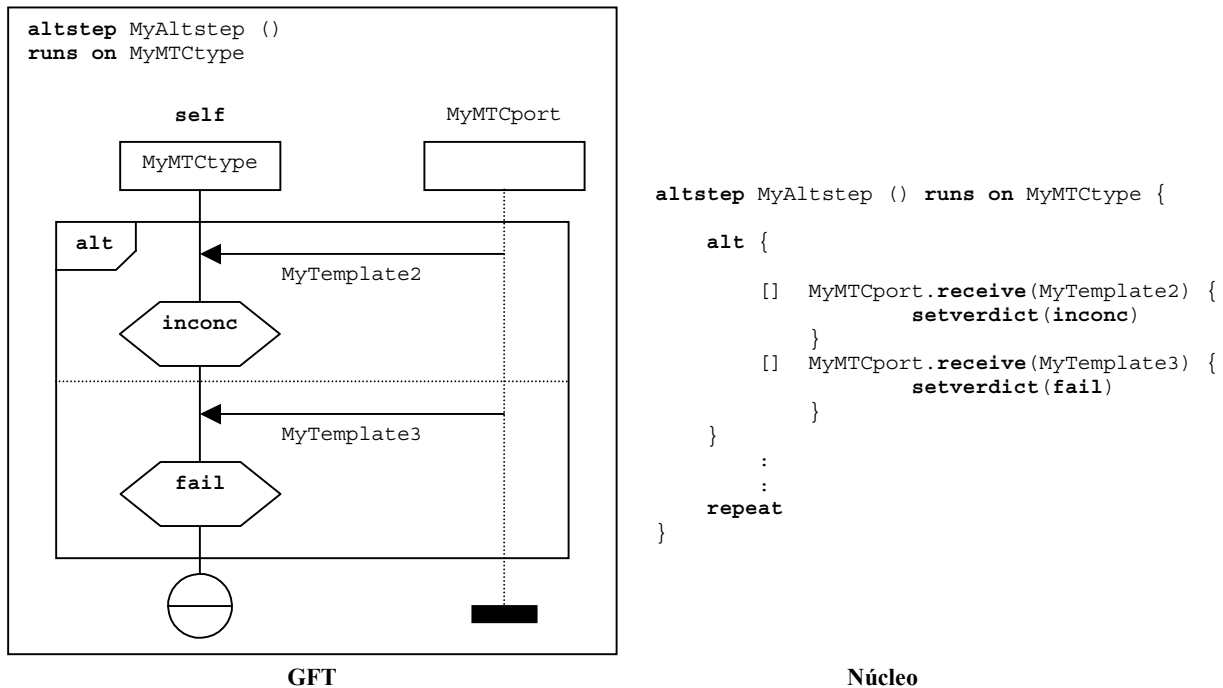 altstep MyAltstep ()
runs on MyMTCtype
self
MyMTCport
MyMTCtype
alt
MyTemplate2
inconc
MyTemplate3
fail
altstep MyAltstep () runs on MyMTCtype {
alt {
[] MyMTCport.receive(MyTemplate2) {
setverdict(inconc)
}
[] MyMTCport.receive(MyTemplate3) {
setverdict(fail)
}
}
:
:
repeat
}
GFT
Núcleo